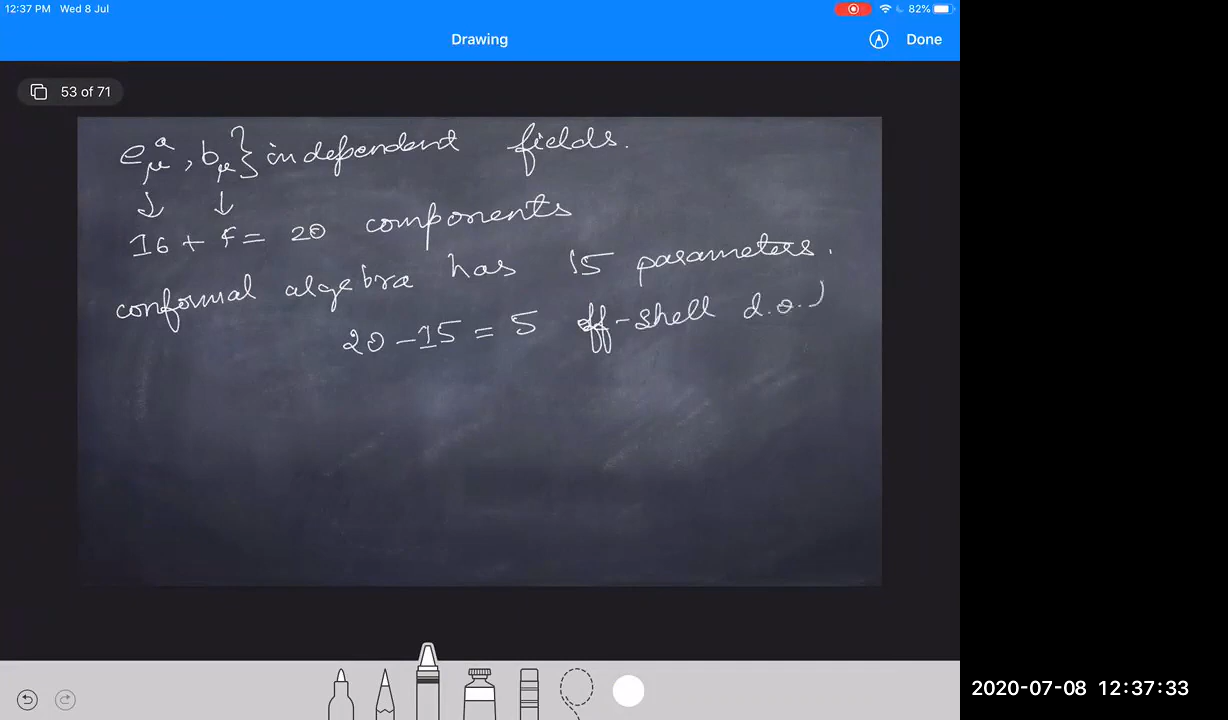 12:37 PM Wed 8 Jul
82%
Drawing
Done
53 of 71
e_μ^a, b_μ} independent fields.
↓ ↓
16 + 4 = 20 components
conformal algebra has 15 parameters.
20 - 15 = 5 off-shell d.o.f
2020-07-08 12:37:33